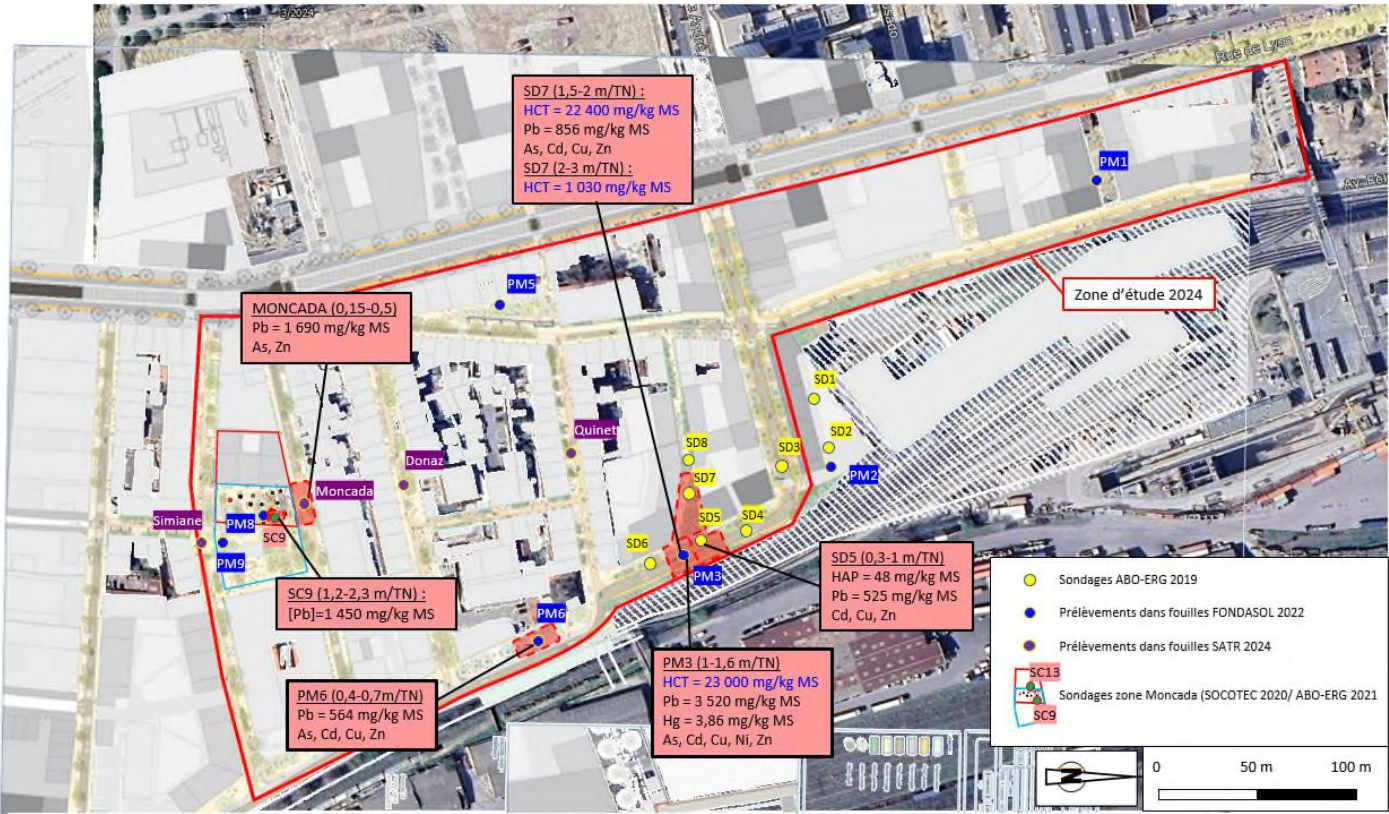 3/2024
Rue de Lyon
SD7 (1,5-2 m/TN) :
HCT = 22 400 mg/kg MS
Pb = 856 mg/kg MS
As, Cd, Cu, Zn
SD7 (2-3 m/TN) :
HCT = 1 030 mg/kg MS
PM1
Zone d'étude 2024
PM5
MONCADA (0,15-0,5)
Pb = 1 690 mg/kg MS
As, Zn
SD1
SD2
PM2
SD3
Quinet
SD8
SD7
SD5
SD4
SD6
PM3
Donaz
Moncada
Simiane
PM8
SC9
PM9
SC9 (1,2-2,3 m/TN) :
[Pb]=1 450 mg/kg MS
PM6
PM6 (0,4-0,7m/TN)
Pb = 564 mg/kg MS
As, Cd, Cu, Zn
SD5 (0,3-1 m/TN)
HAP = 48 mg/kg MS
Pb = 525 mg/kg MS
Cd, Cu, Zn
PM3 (1-1,6 m/TN)
HCT = 23 000 mg/kg MS
Pb = 3 520 mg/kg MS
Hg = 3,86 mg/kg MS
As, Cd, Cu, Ni, Zn
Sondages ABO-ERG 2019
Prélèvements dans fouilles FONDASOL 2022
Prélèvements dans fouilles SATR 2024
SC13
Sondages zone Moncada (SOCOTEC 2020/ ABO-ERG 2021
SC9
N
0 50 m 100 m